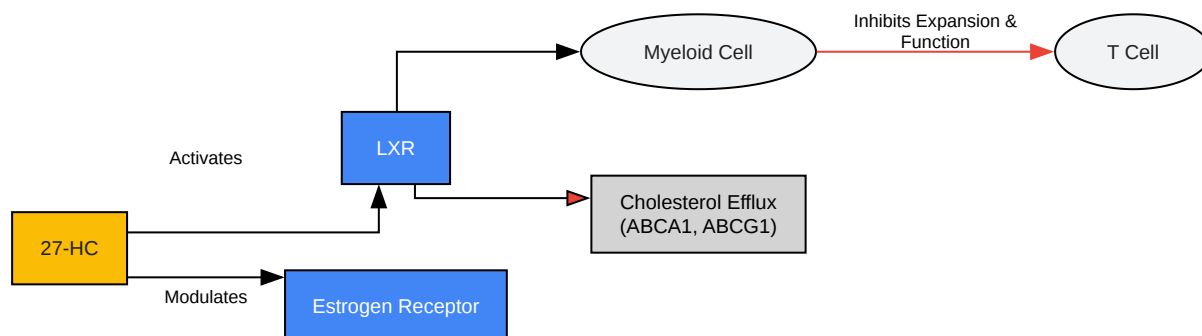 Inhibits Expansion &
Function
Myeloid Cell
T Cell
LXR
Activates
Cholesterol Efflux
(ABCA1, ABCG1)
27-HC
Modulates
Estrogen Receptor